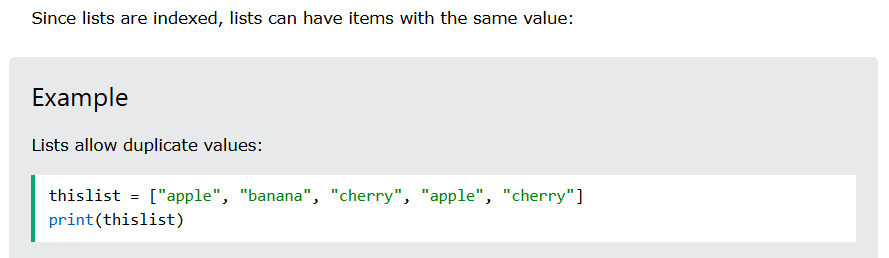 Since lists are indexed, lists can have items with the same value:
Example
Lists allow duplicate values:
thislist = ["apple", "banana", "cherry", "apple", "cherry"]
print(thislist)